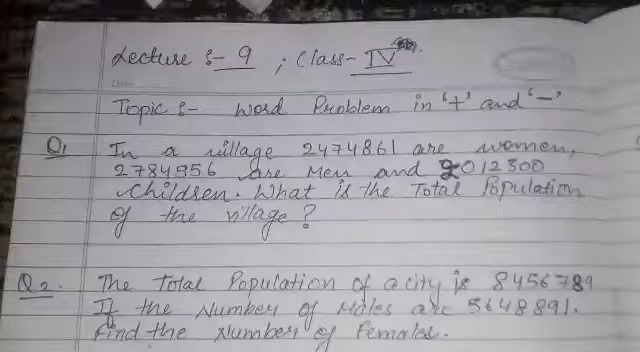 Lecture :- 9 ; Class- IV
Topic :- Word Problem in '+' and '-'
Q1 In a village 2474861 are women,
2784956 are Men and 2012300
Children. What is the Total Population
of the village?
Q2. The Total Population of a city is 8456789
If the Number of Males are 5648891.
Find the Number of Females.